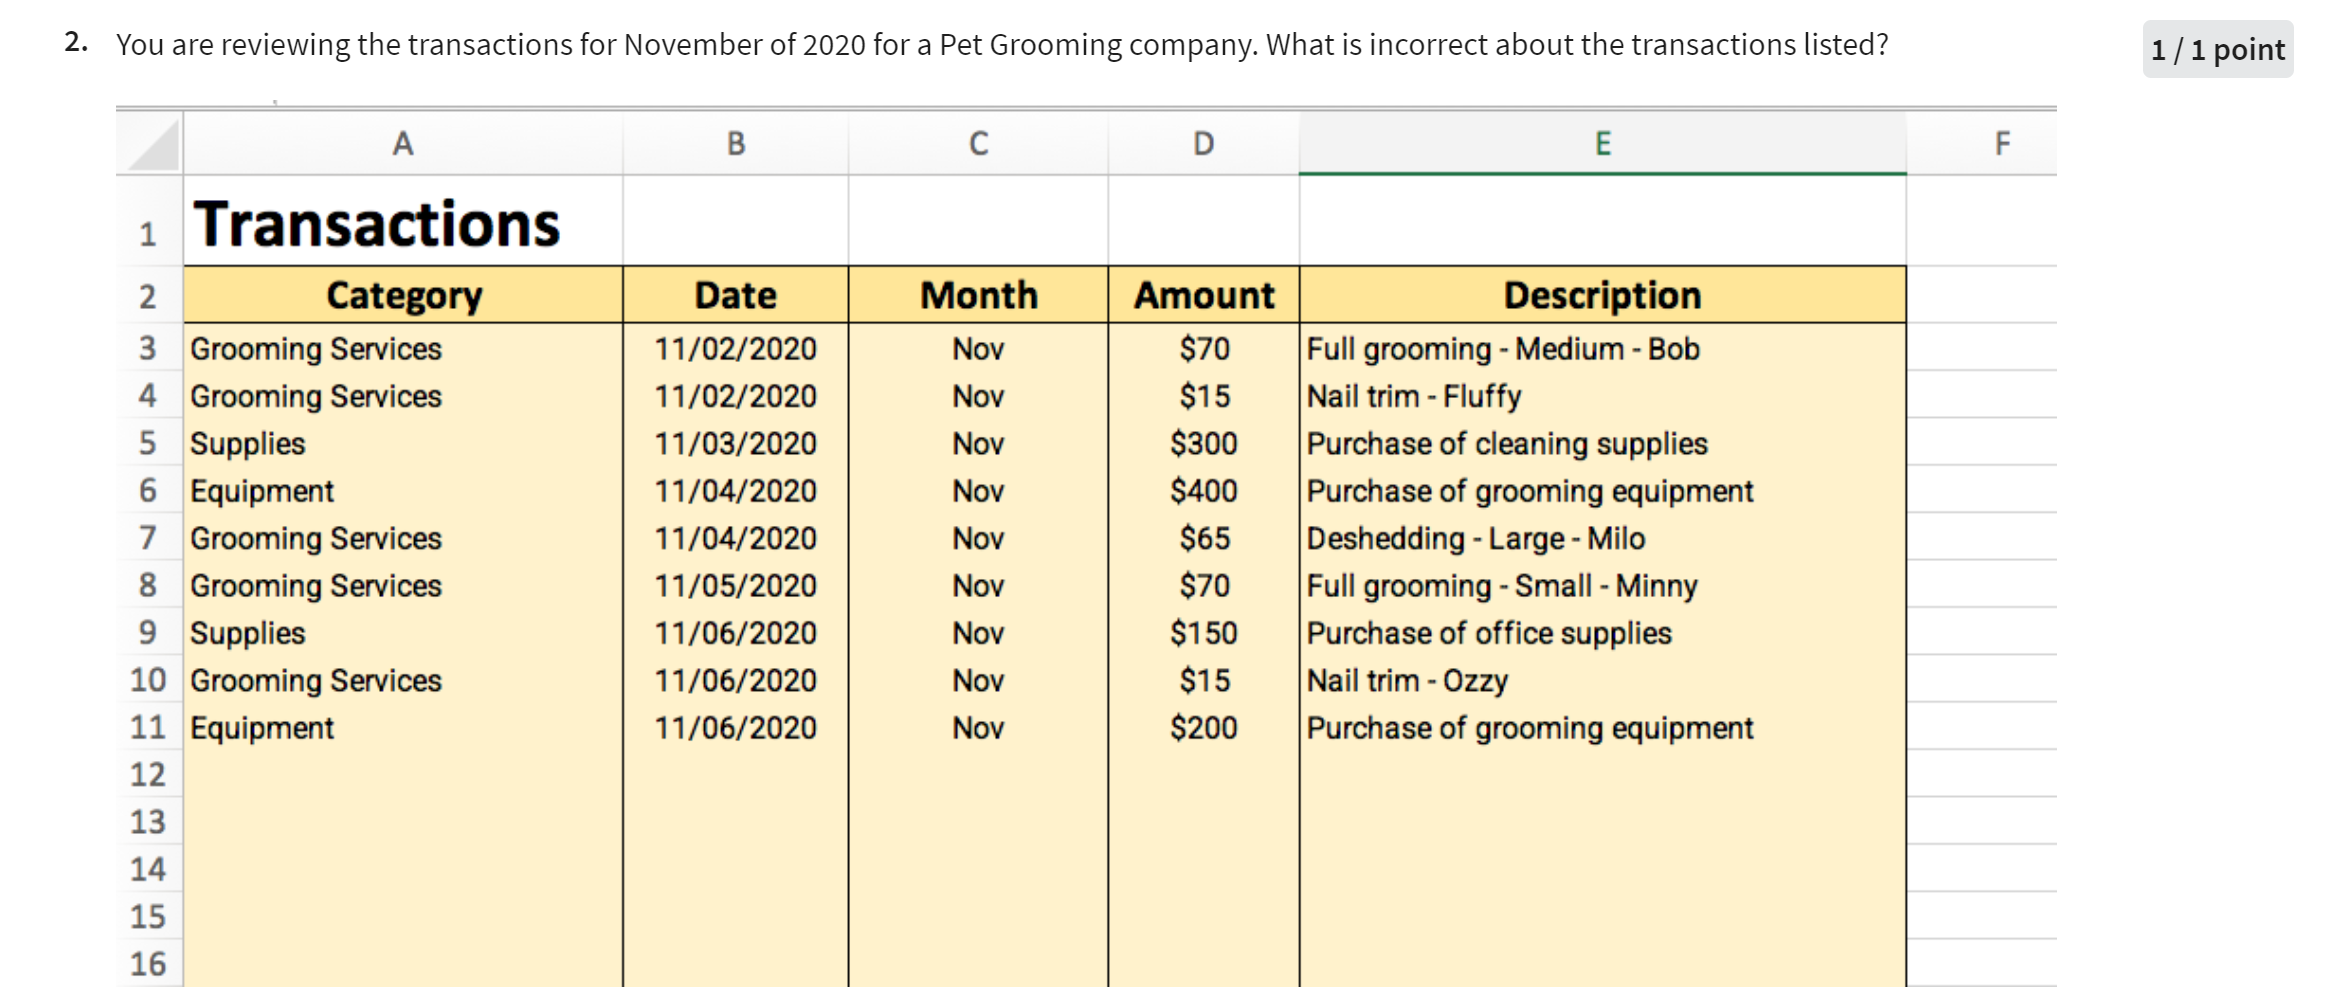 2. You are reviewing the transactions for November of 2020 for a Pet Grooming company. What is incorrect about the transactions listed? 1 / 1 point
A B C D E F
1 Transactions
2 Category Date Month Amount Description
3 Grooming Services 11/02/2020 Nov $70 Full grooming - Medium - Bob
4 Grooming Services 11/02/2020 Nov $15 Nail trim - Fluffy
5 Supplies 11/03/2020 Nov $300 Purchase of cleaning supplies
6 Equipment 11/04/2020 Nov $400 Purchase of grooming equipment
7 Grooming Services 11/04/2020 Nov $65 Deshedding - Large - Milo
8 Grooming Services 11/05/2020 Nov $70 Full grooming - Small - Minny
9 Supplies 11/06/2020 Nov $150 Purchase of office supplies
10 Grooming Services 11/06/2020 Nov $15 Nail trim - Ozzy
11 Equipment 11/06/2020 Nov $200 Purchase of grooming equipment
12
13
14
15
16